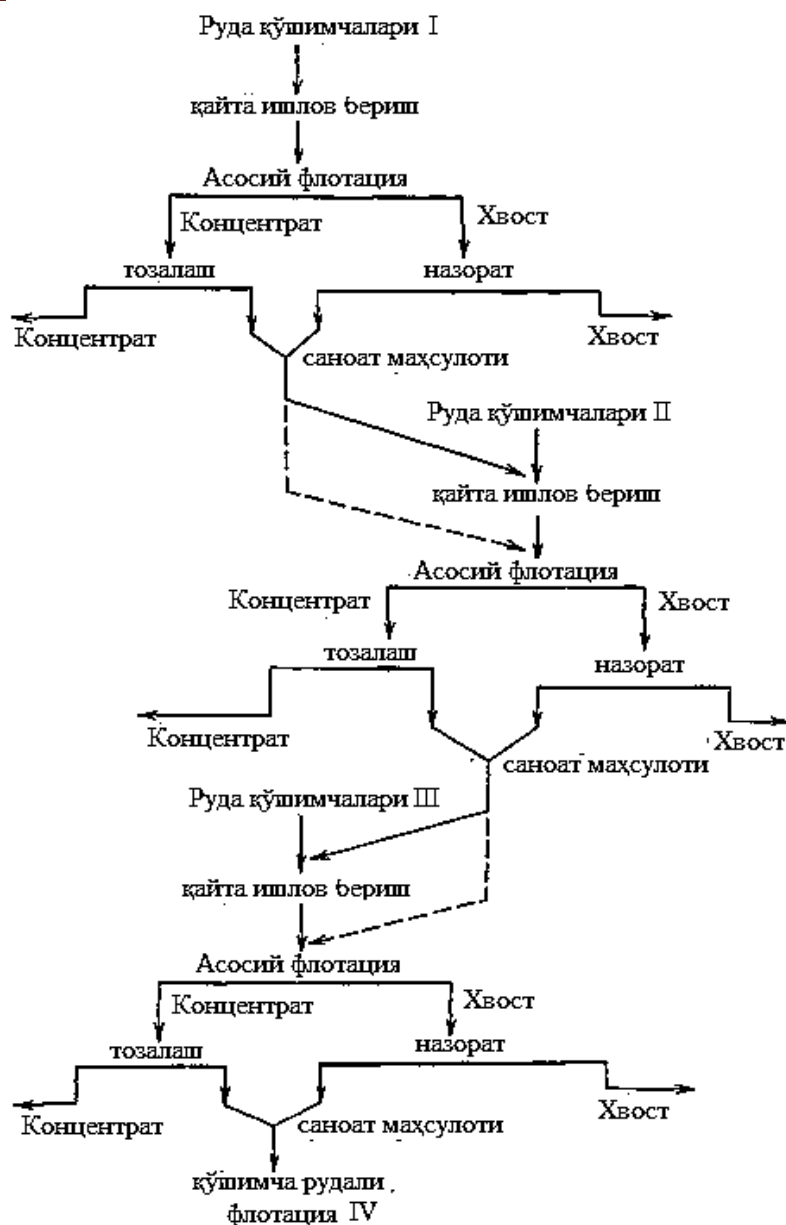 Руда қўшимчалари I
қайта ишлов бериш
Асосий флотация
Концентрат
Хвост
тозалаш
назорат
Концентрат
Хвост
саноат маҳсулоти
Руда қўшимчалари II
қайта ишлов бериш
Асосий флотация
Концентрат
Хвост
тозалаш
назорат
Концентрат
Хвост
саноат маҳсулоти
Руда қўшимчалари III
қайта ишлов бериш
Асосий флотация
Концентрат
Хвост
тозалаш
назорат
Концентрат
Хвост
саноат маҳсулоти
қўшимча рудали
флотация IV